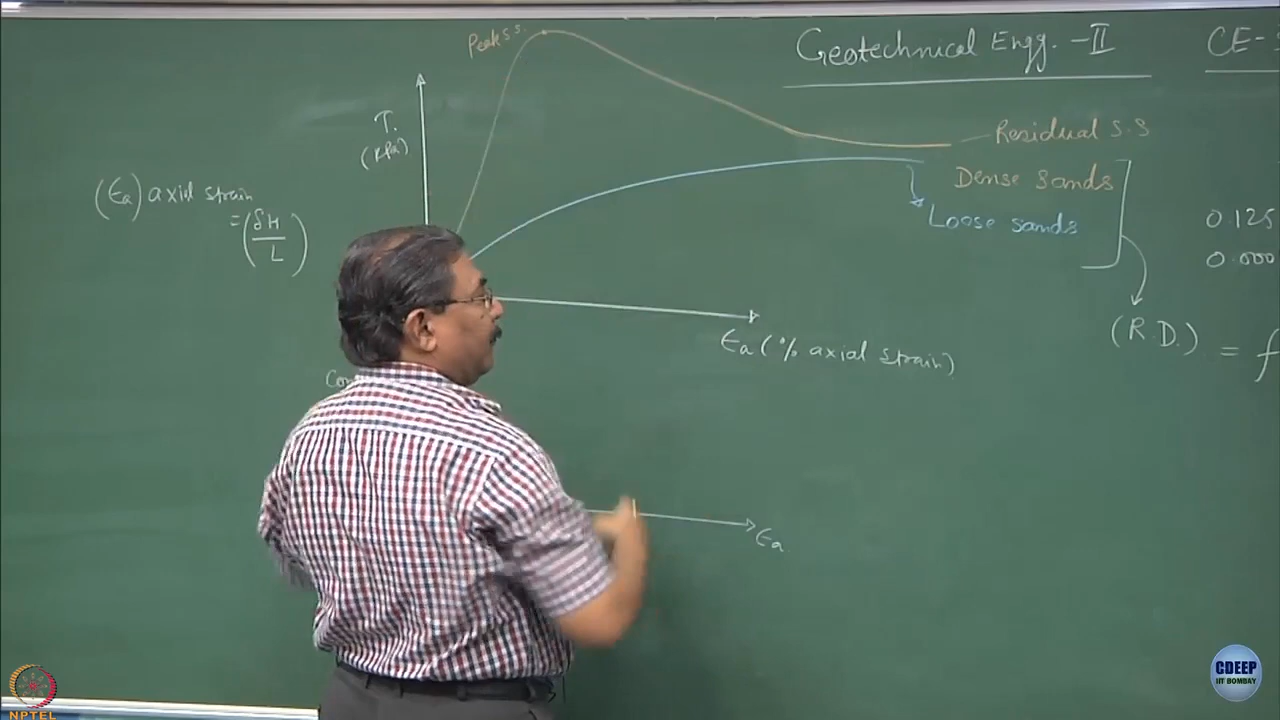 Geotechnical Engg. -II
CE-
Peak s.s.
τ.
(kPa)
Residual s.s
(ϵa) axial strain
= (δH / L)
Dense sands
Loose sands
0.125
0.000
ϵa (% axial strain)
(R.D.)
= f
ϵa
NPTEL
CDEEP
IIT BOMBAY